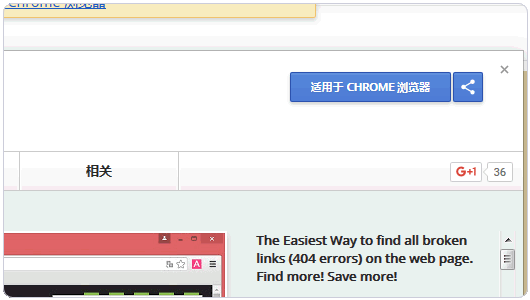 Chrome 浏览器
适用于 CHROME 浏览器
相关
G+1 36
The Easiest Way to find all broken
links (404 errors) on the web page.
Find more! Save more!